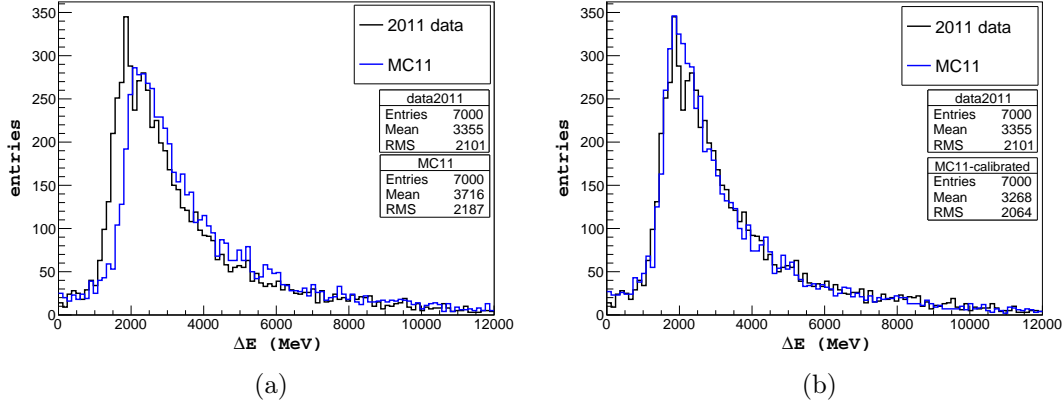 350
300
250
200
150
100
50
0
entries
2011 data
MC11
data2011
Entries 7000
Mean 3355
RMS 2101
MC11
Entries 7000
Mean 3716
RMS 2187
0 2000 4000 6000 8000 10000 12000
ΔE (MeV)
(a)
350
300
250
200
150
100
50
0
entries
2011 data
MC11
data2011
Entries 7000
Mean 3355
RMS 2101
MC11-calibrated
Entries 7000
Mean 3268
RMS 2064
0 2000 4000 6000 8000 10000 12000
ΔE (MeV)
(b)